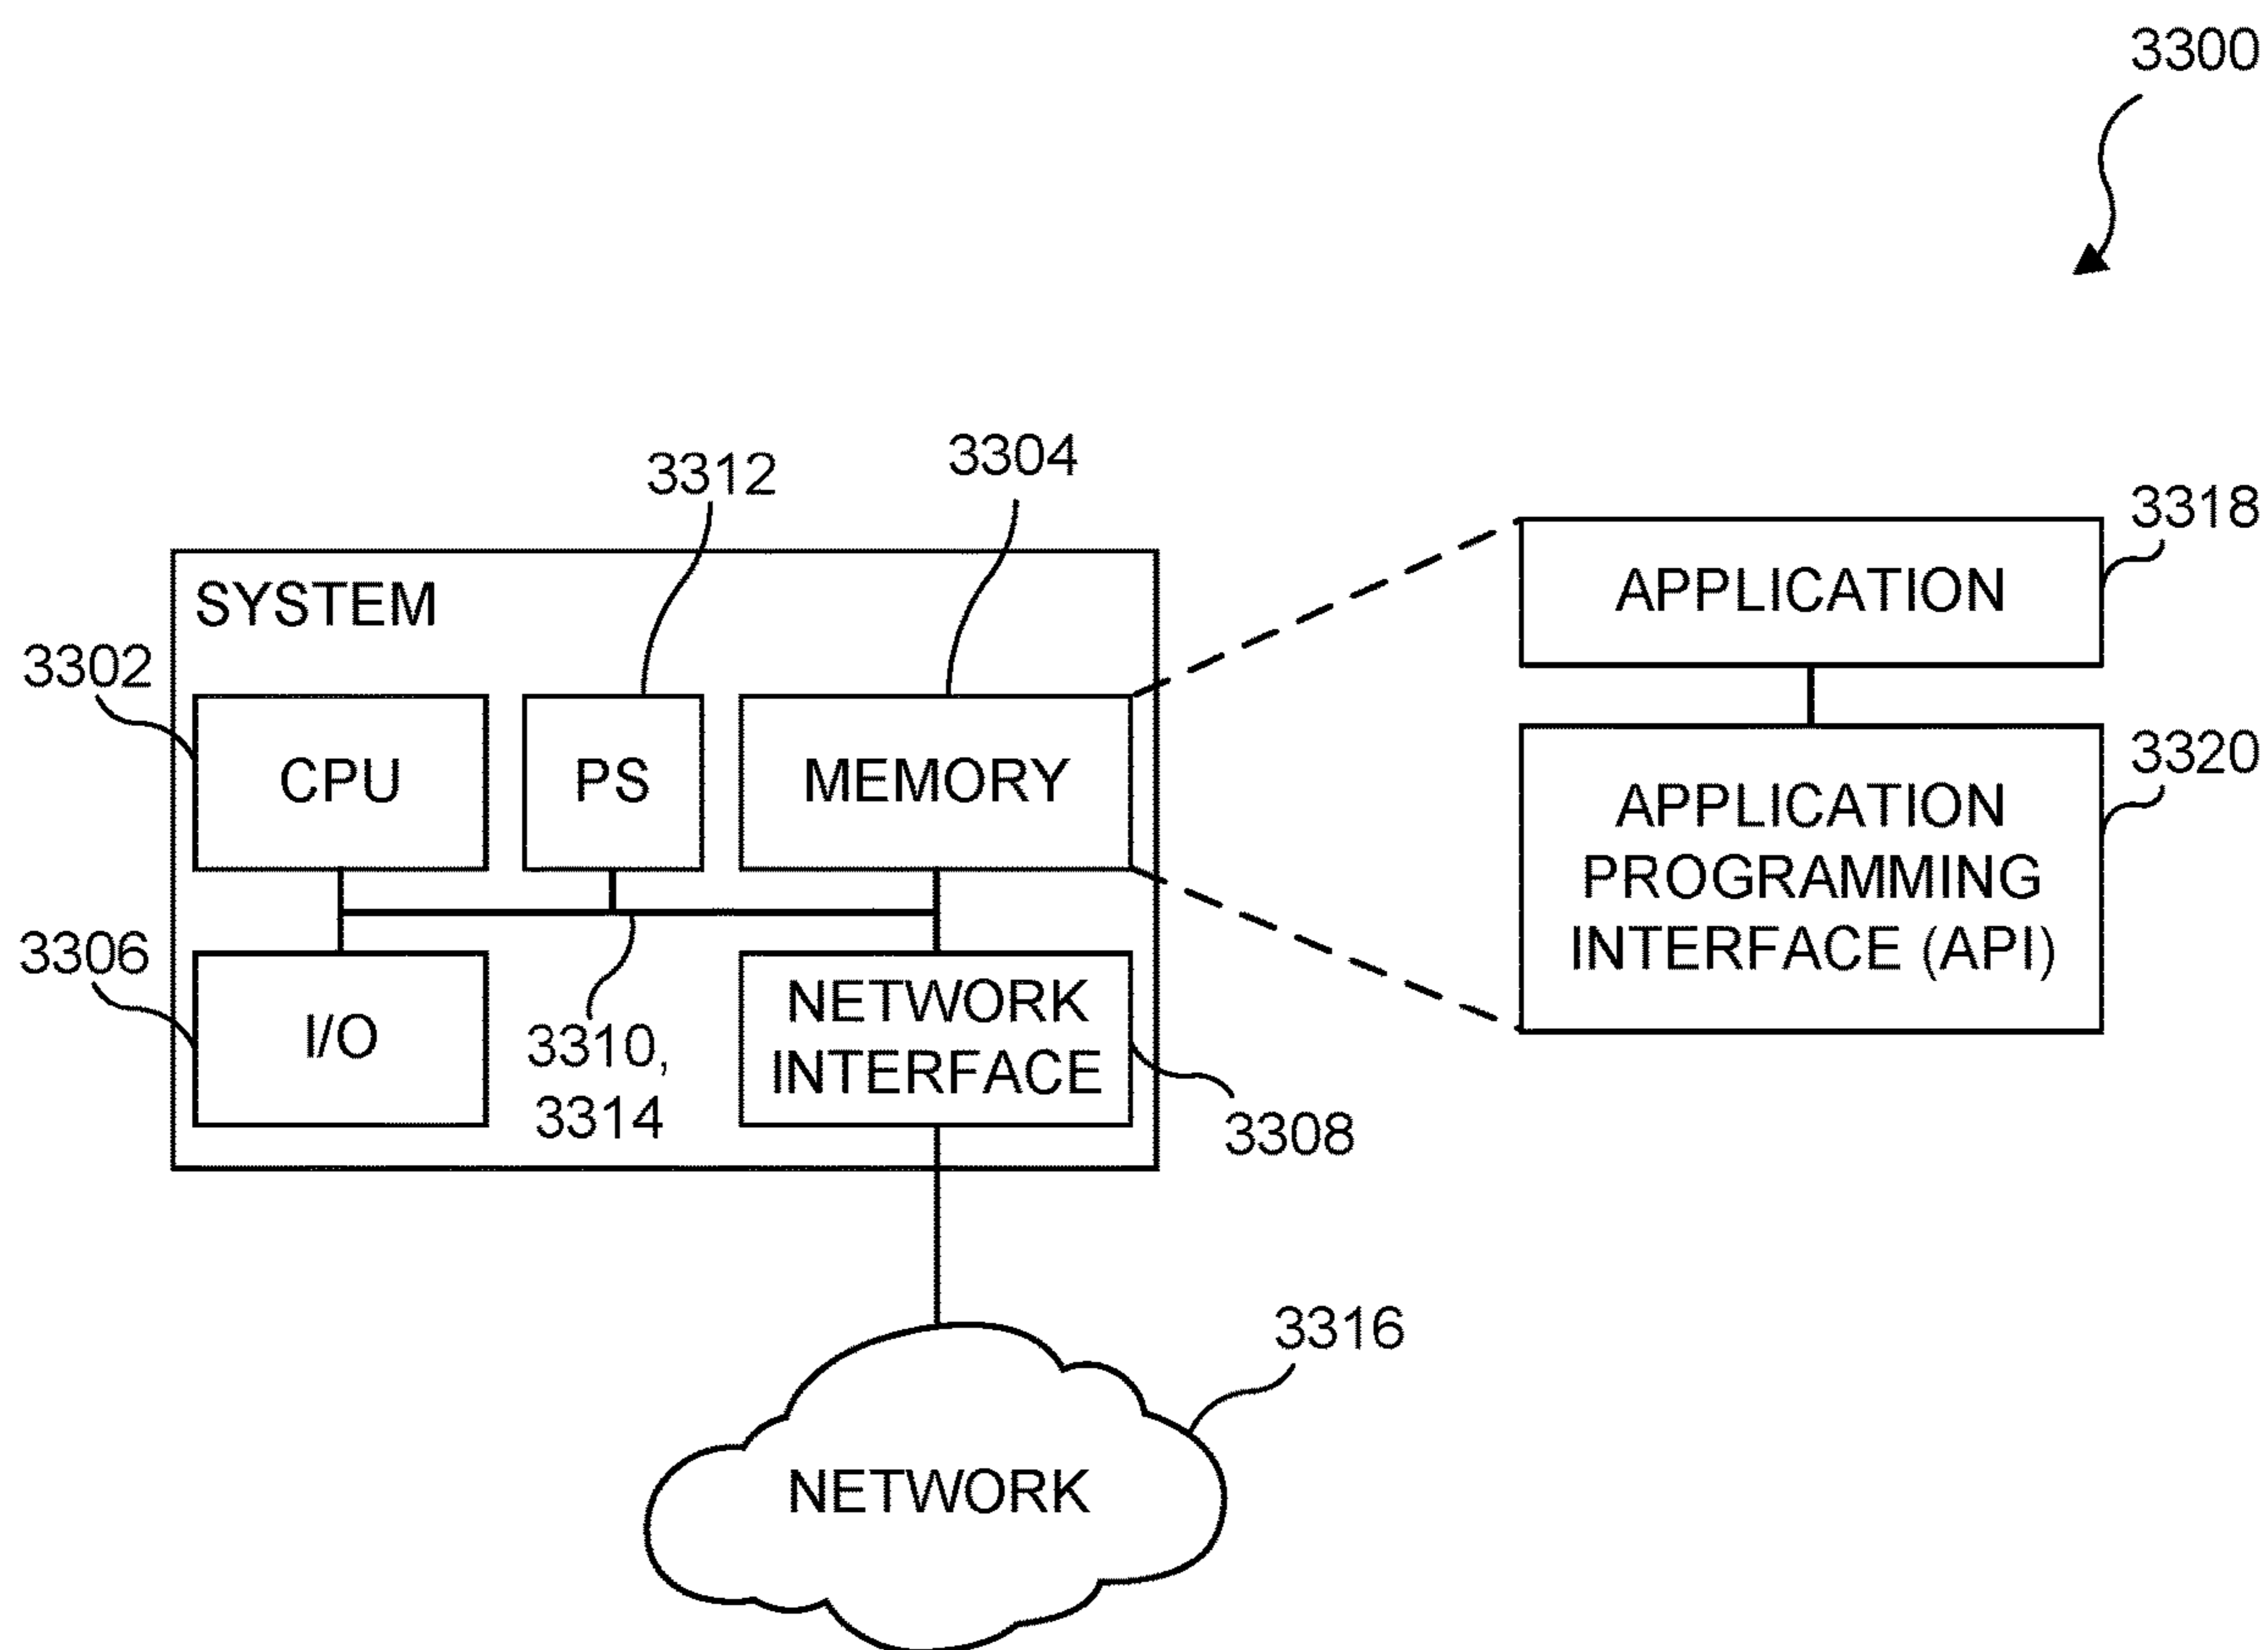 3300
3312
3304
3318
SYSTEM
APPLICATION
3302
CPU
PS
MEMORY
3320
APPLICATION
PROGRAMMING
INTERFACE (API)
3306
I/O
3310,
3314
NETWORK
INTERFACE
3308
3316
NETWORK